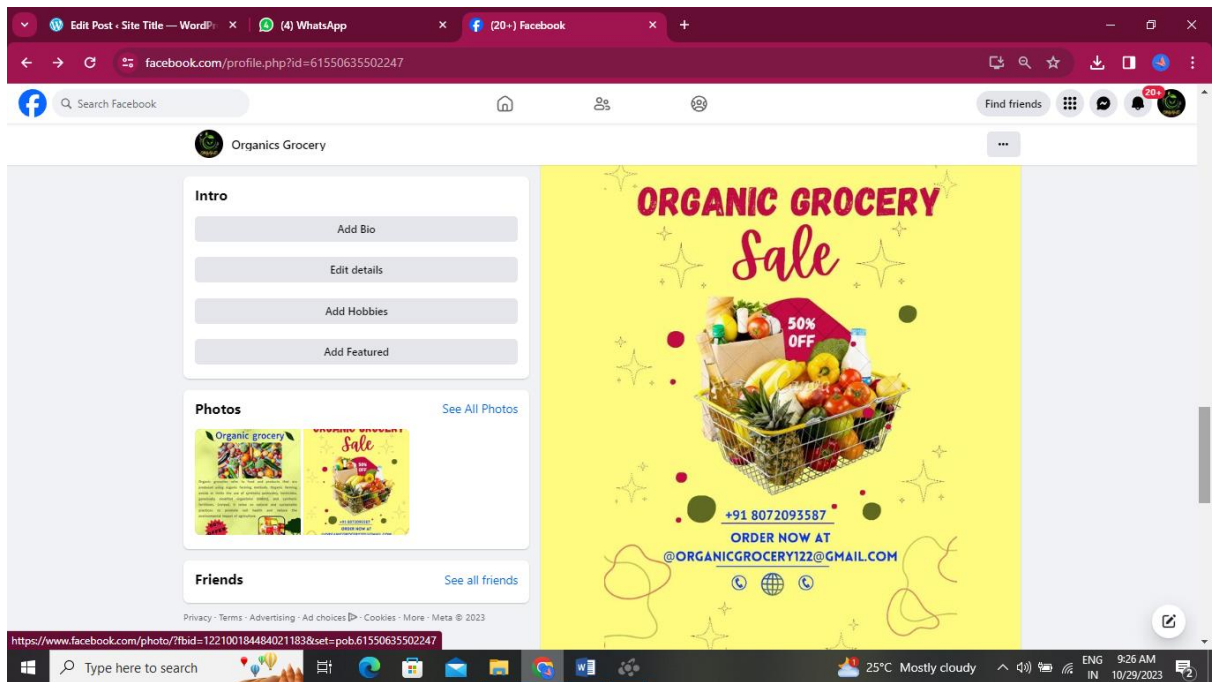 Edit Post ‹ Site Title — WordPr
(4) WhatsApp
(20+) Facebook
facebook.com/profile.php?id=61550635502247
Search Facebook
Find friends
20+
Organics Grocery
Intro
Add Bio
Edit details
Add Hobbies
Add Featured
Photos
See All Photos
Organic grocery
Sale
Friends
See all friends
Privacy · Terms · Advertising · Ad choices · Cookies · More · Meta © 2023
ORGANIC GROCERY
Sale
50%
OFF
+91 8072093587
ORDER NOW AT
@ORGANICGROCERY122@GMAIL.COM
https://www.facebook.com/photo/?fbid=122100184484021183&set=pob.61550635502247
Type here to search
25°C Mostly cloudy
ENG
IN
9:26 AM
10/29/2023
2